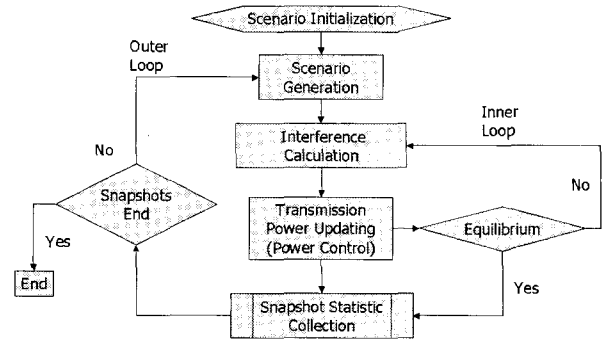 Scenario Initialization
Outer
Loop
Scenario
Generation
Inner
Loop
Interference
Calculation
No
No
Snapshots
End
Transmission
Power Updating
(Power Control)
Equilibrium
Yes
End
Yes
Snapshot Statistic
Collection